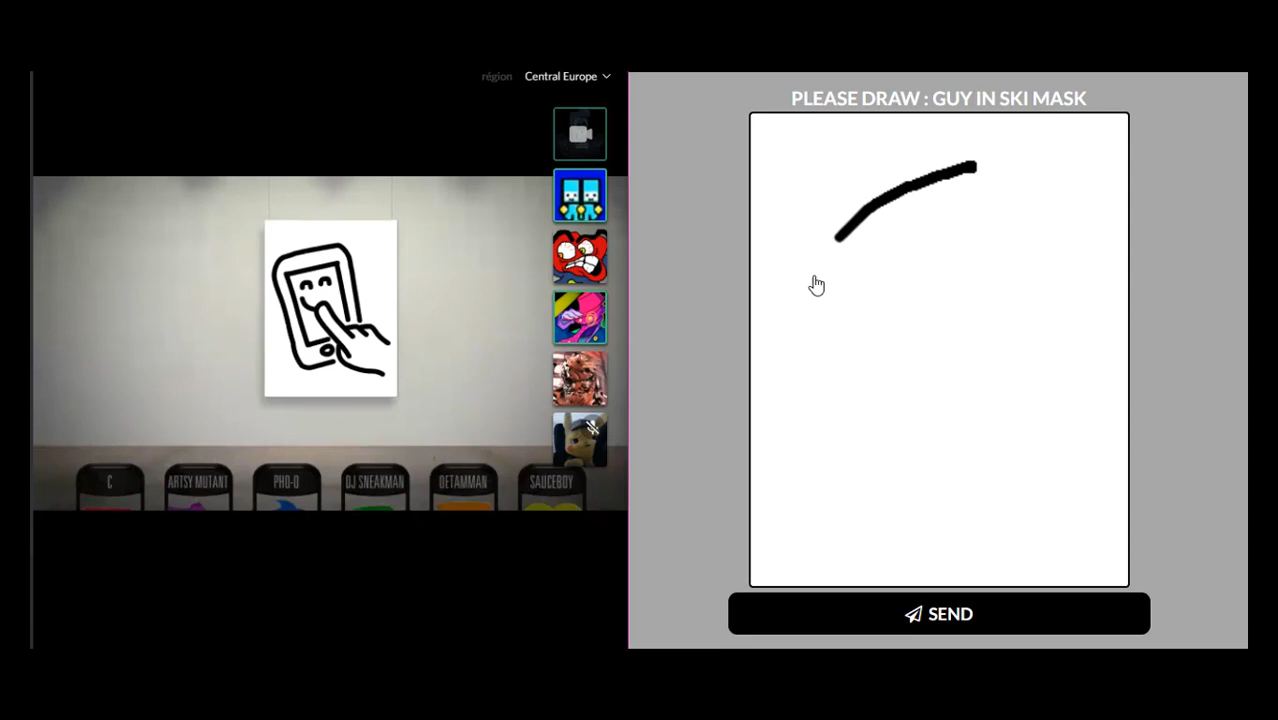 région Central Europe
PLEASE DRAW : GUY IN SKI MASK
C
ARTSY MUTANT
PHO-D
DJ SNEAKMAN
OETAMMAN
SAUCEBOY
SEND